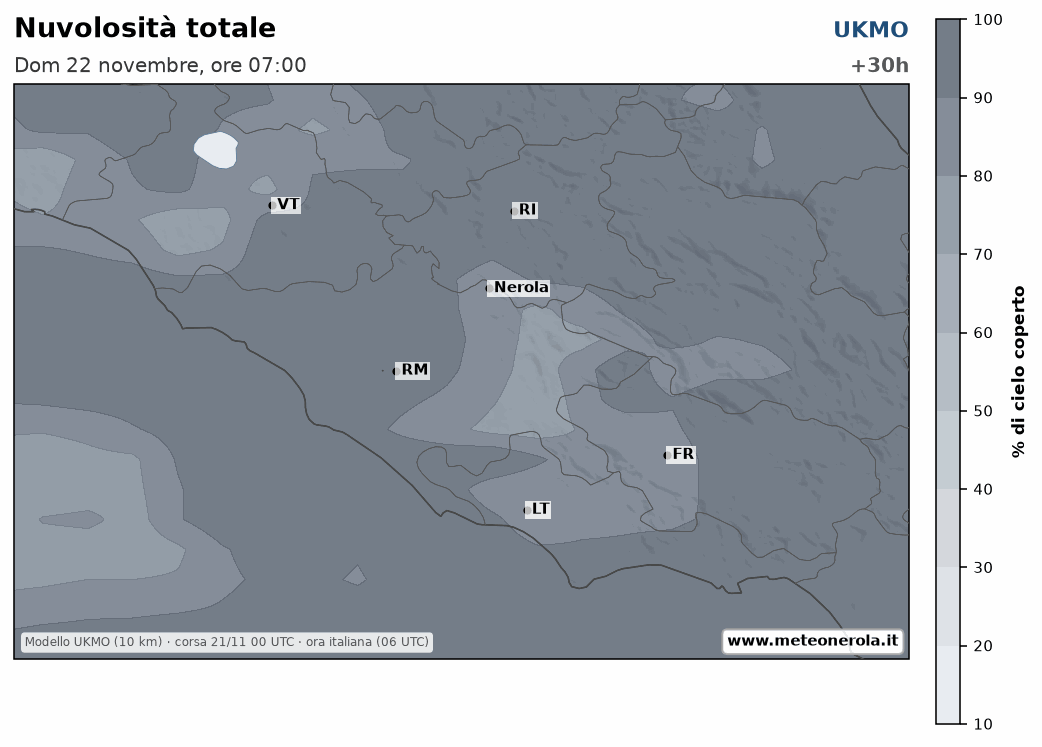 Nuvolosità totale
UKMO
Dom 22 novembre, ore 07:00
+30h
VT
RI
Nerola
RM
FR
LT
Modello UKMO (10 km) · corsa 21/11 00 UTC · ora italiana (06 UTC)
www.meteonerola.it
100
90
80
70
60
50
40
30
20
10
% di cielo coperto